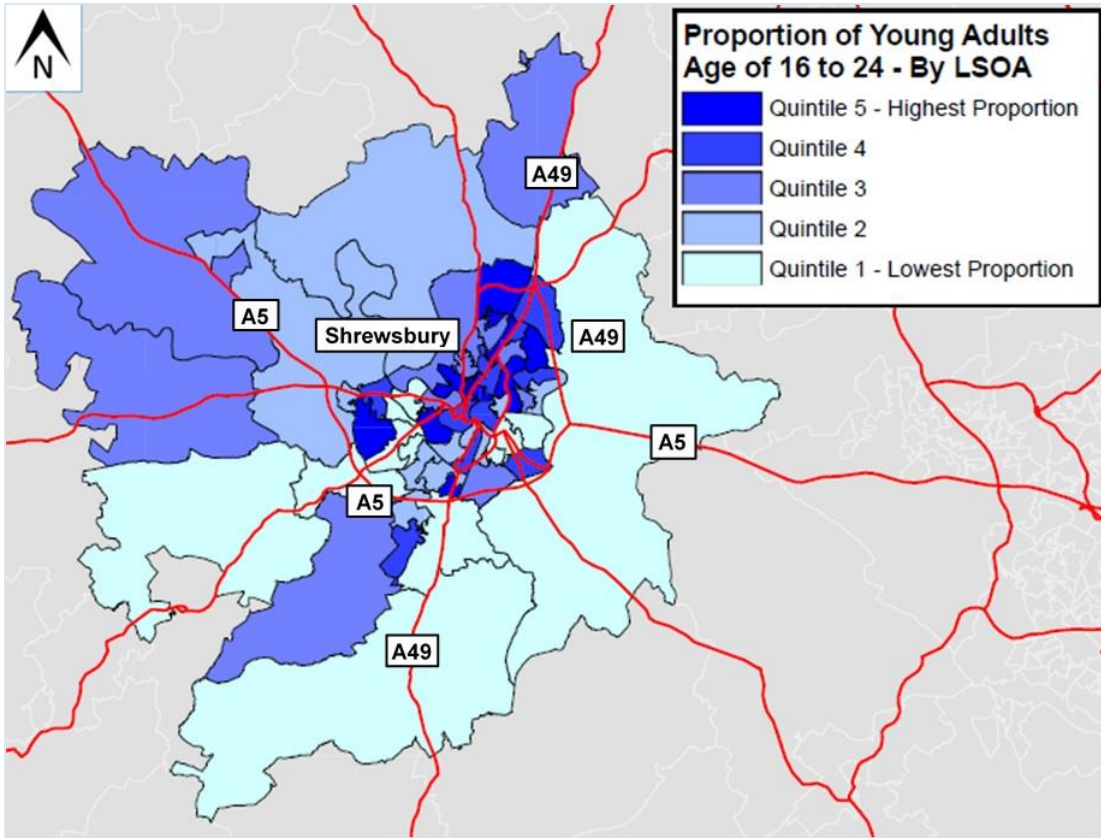 N
Proportion of Young Adults
Age of 16 to 24 - By LSOA
Quintile 5 - Highest Proportion
Quintile 4
Quintile 3
Quintile 2
Quintile 1 - Lowest Proportion
A49
A5
Shrewsbury
A49
A5
A5
A49